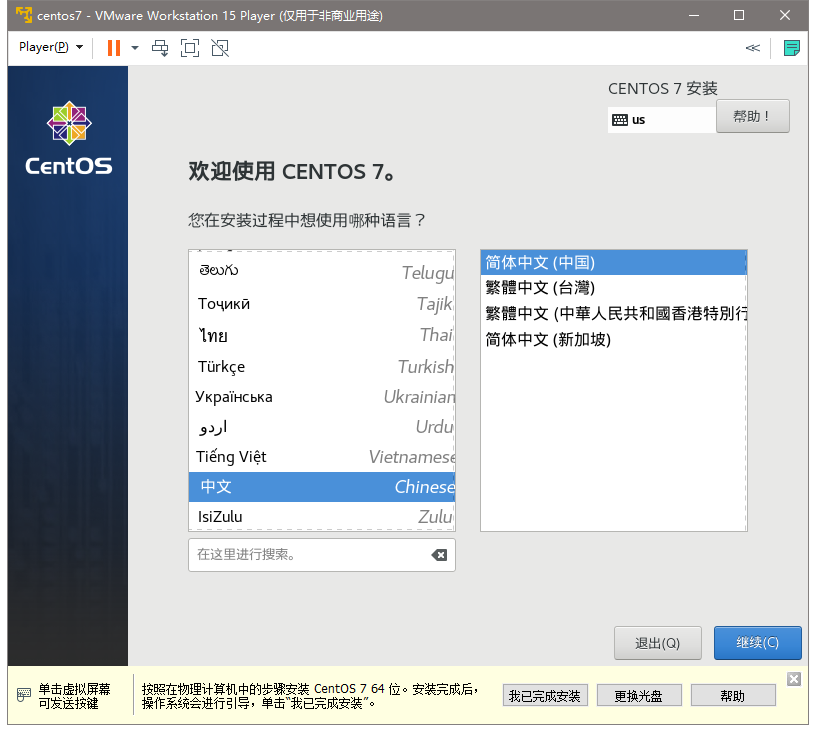 centos7 - VMware Workstation 15 Player (仅用于非商业用途)
Player(P)
CentOS
CENTOS 7 安装
us
帮助！
欢迎使用 CENTOS 7。
您在安装过程中想使用哪种语言？
తెలుగు Telugu
Тоҷикӣ Tajik
ไทย Thai
Türkçe Turkish
Українська Ukrainian
اردو Urdu
Tiếng Việt Vietnamese
中文 Chinese
IsiZulu Zulu
简体中文 (中国)
繁體中文 (台灣)
繁體中文 (中華人民共和國香港特別行
简体中文 (新加坡)
在这里进行搜索。
退出(Q)
继续(C)
单击虚拟屏幕
可发送按键
按照在物理计算机中的步骤安装 CentOS 7 64 位。安装完成后，
操作系统会进行引导，单击“我已完成安装”。
我已完成安装
更换光盘
帮助